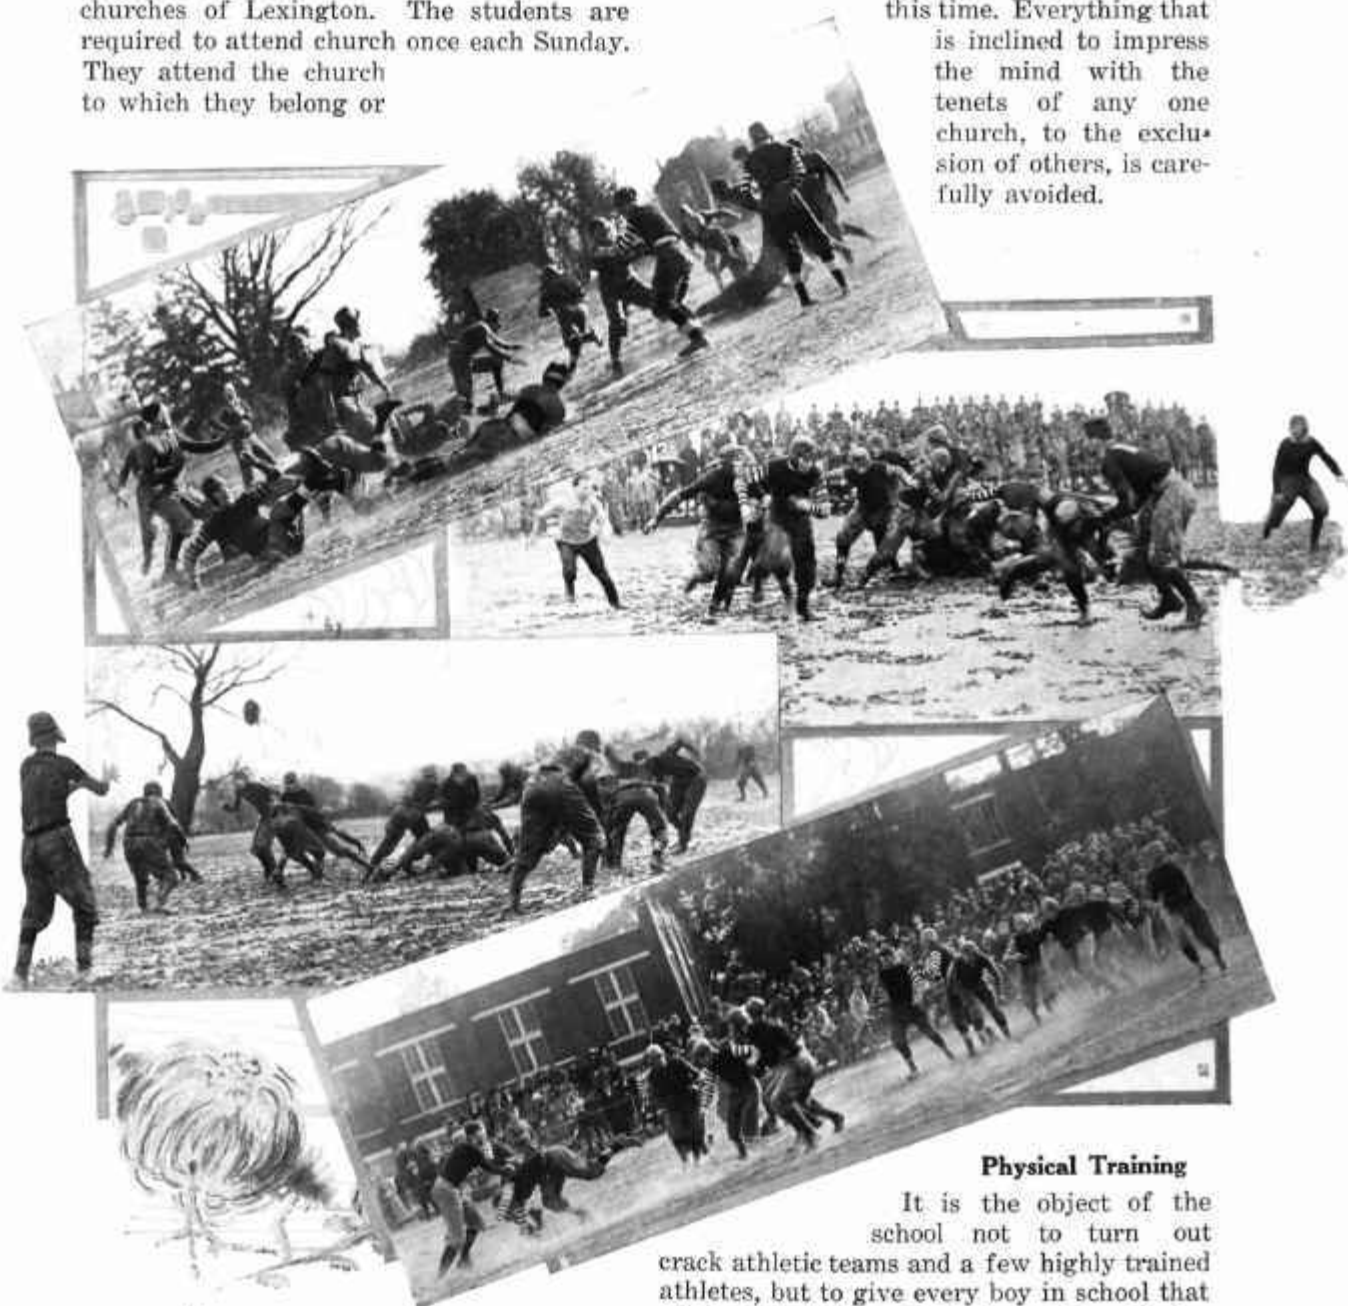 churches of Lexington. The students are
required to attend church once each Sunday.
They attend the church
to which they belong or
this time. Everything that
is inclined to impress
the mind with the
tenets of any one
church, to the exclu-
sion of others, is care-
fully avoided.
Physical Training
It is the object of the
school not to turn out
crack athletic teams and a few highly trained
athletes, but to give every boy in school that